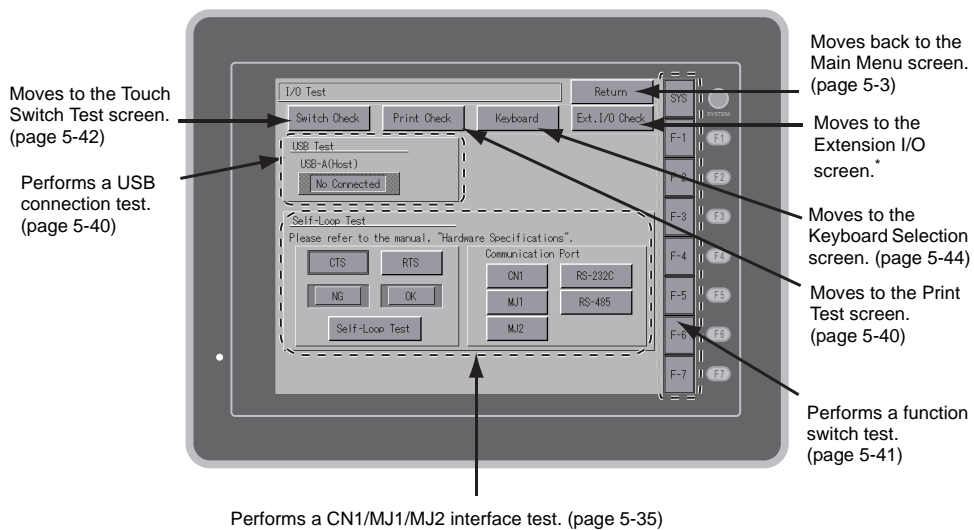 Moves to the Touch
Switch Test screen.
(page 5-42)
Performs a USB
connection test.
(page 5-40)
I/O Test
Return
Switch Check
Print Check
Keyboard
Ext.I/O Check
USB Test
USB-A(Host)
No Connected
Self-Loop Test
Please refer to the manual, "Hardware Specifications".
CTS
RTS
NG
OK
Self-Loop Test
Communication Port
CN1
RS-232C
MJ1
RS-485
MJ2
SYS
F-1
F-2
F-3
F-4
F-5
F-6
F-7
SYSTEM
F1
F2
F3
F4
F5
F6
F7
Moves back to the
Main Menu screen.
(page 5-3)
Moves to the
Extension I/O
screen.*
Moves to the
Keyboard Selection
screen. (page 5-44)
Moves to the Print
Test screen.
(page 5-40)
Performs a function
switch test.
(page 5-41)
Performs a CN1/MJ1/MJ2 interface test. (page 5-35)